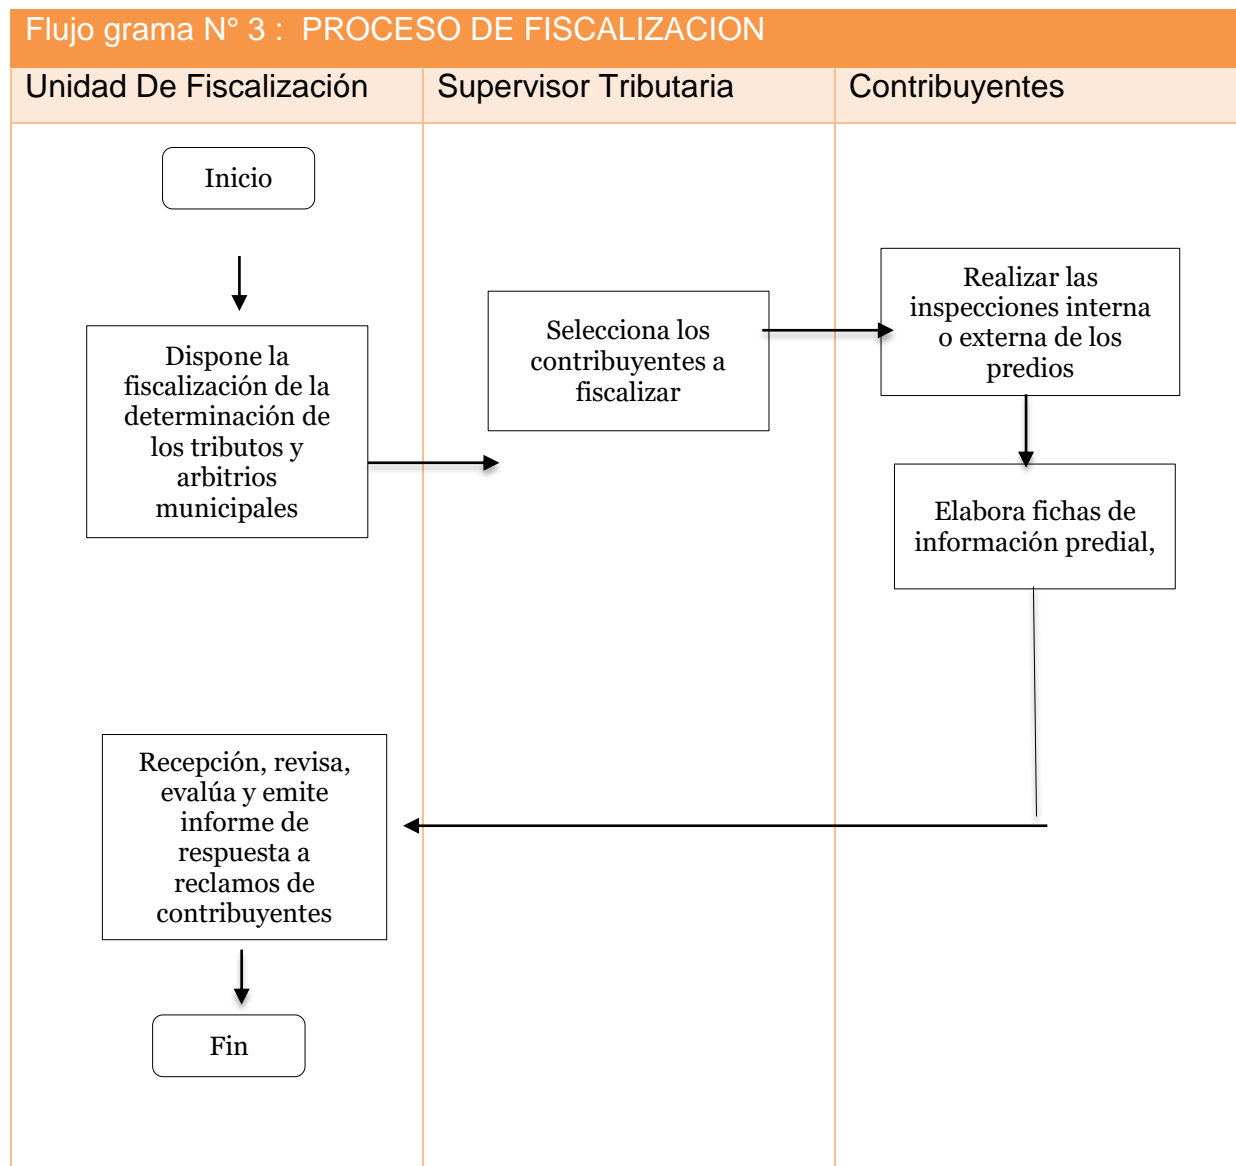 Flujo grama N° 3 :  PROCESO DE FISCALIZACION
Unidad De Fiscalización
Supervisor Tributaria
Contribuyentes
Inicio
Dispone la
fiscalización de la
determinación de
los tributos y
arbitrios
municipales
Selecciona los
contribuyentes a
fiscalizar
Realizar las
inspecciones interna
o externa de los
predios
Elabora fichas de
información predial,
Recepción, revisa,
evalúa y emite
informe de
respuesta a
reclamos de
contribuyentes
Fin